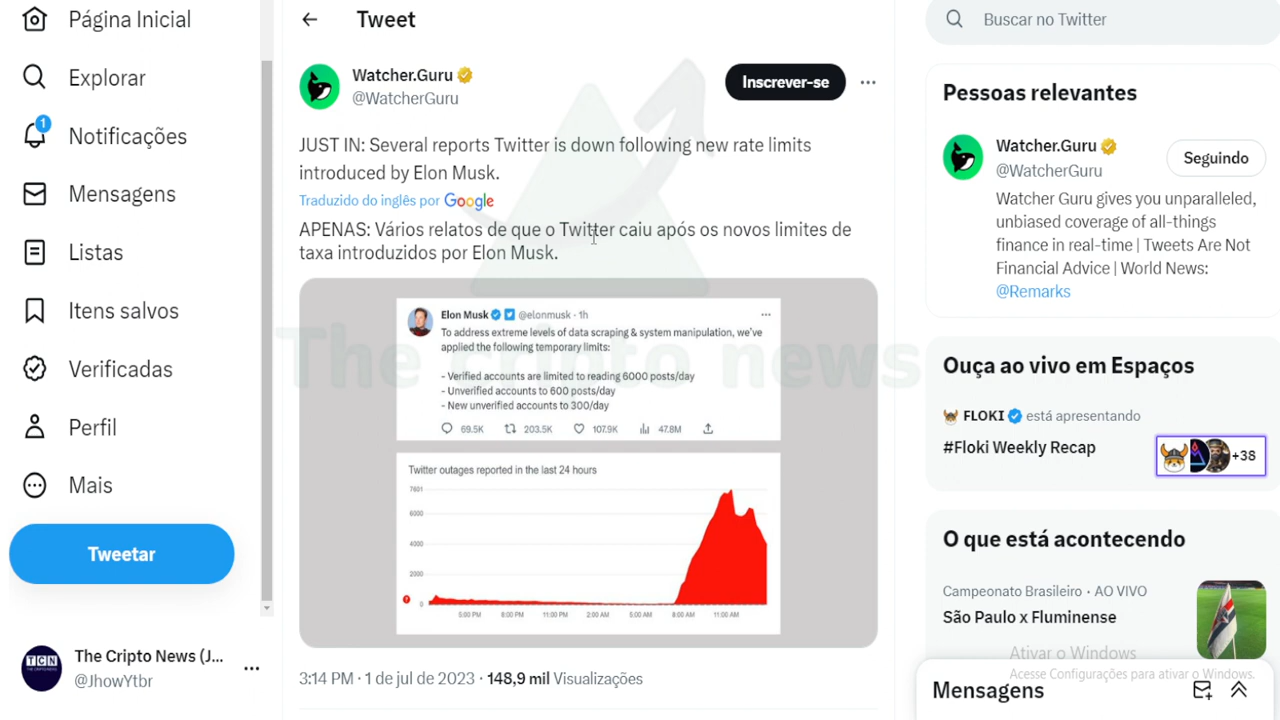 Página Inicial
Explorar
1
Notificações
Mensagens
Listas
Itens salvos
Verificadas
Perfil
Mais
Tweetar
TCN
The Cripto News (J...
@JhowYtbr
Tweet
Watcher.Guru
@WatcherGuru
Inscrever-se
JUST IN: Several reports Twitter is down following new rate limits
introduced by Elon Musk.
Traduzido do inglês por Google
APENAS: Vários relatos de que o Twitter caiu após os novos limites de
taxa introduzidos por Elon Musk.
Elon Musk @elonmusk · 1h
To address extreme levels of data scraping & system manipulation, we've
applied the following temporary limits:
- Verified accounts are limited to reading 6000 posts/day
- Unverified accounts to 600 posts/day
- New unverified accounts to 300/day
69.5K 203.5K 107.9K 47.8M
The cripto news
Twitter outages reported in the last 24 hours
7601
6000
4000
2000
0
5:00 PM 8:00 PM 11:00 PM 2:00 AM 5:00 AM 8:00 AM 11:00 AM
3:14 PM · 1 de jul de 2023 · 148,9 mil Visualizações
Buscar no Twitter
Pessoas relevantes
Watcher.Guru
@WatcherGuru
Seguindo
Watcher Guru gives you unparalleled,
unbiased coverage of all-things
finance in real-time | Tweets Are Not
Financial Advice | World News:
@Remarks
Ouça ao vivo em Espaços
FLOKI está apresentando
#Floki Weekly Recap
+38
O que está acontecendo
Campeonato Brasileiro · AO VIVO
São Paulo x Fluminense
Ativar o Windows
Acesse Configurações para ativar o Windows.
Mensagens